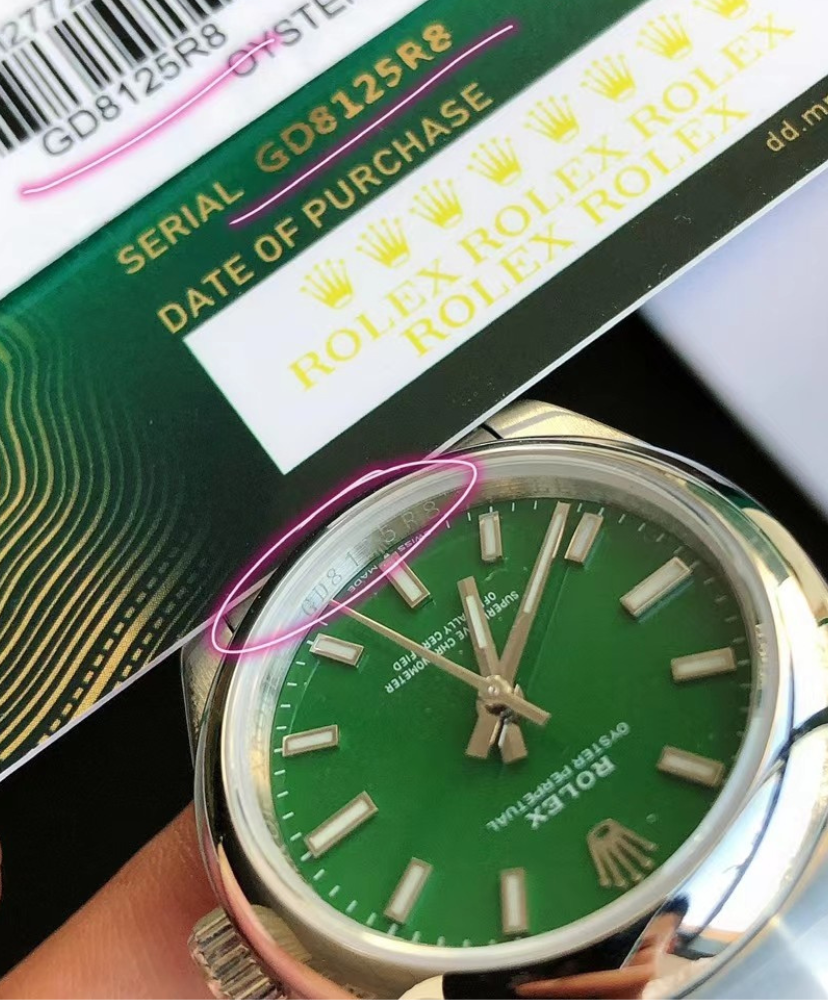 GD8125R8
OYSTER
SERIAL GD8125R8
DATE OF PURCHASE
ROLEX ROLEX ROLEX
ROLEX ROLEX
SWISS MADE
SUPERLATIVE CHRONOMETER
OFFICIALLY CERTIFIED
ROLEX
OYSTER PERPETUAL